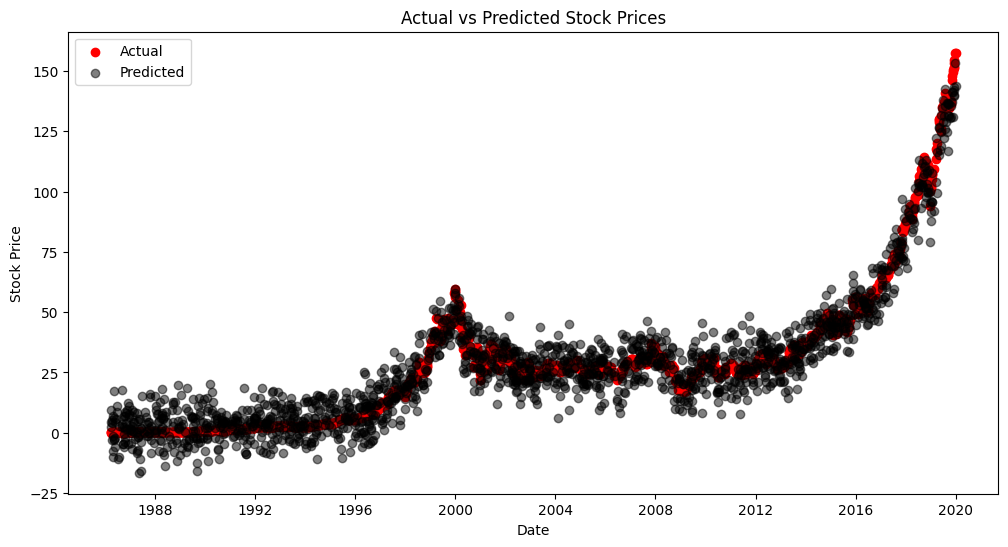 Actual vs Predicted Stock Prices
Actual
Predicted
150
125
100
75
50
25
0
−25
Stock Price
1988 1992 1996 2000 2004 2008 2012 2016 2020
Date